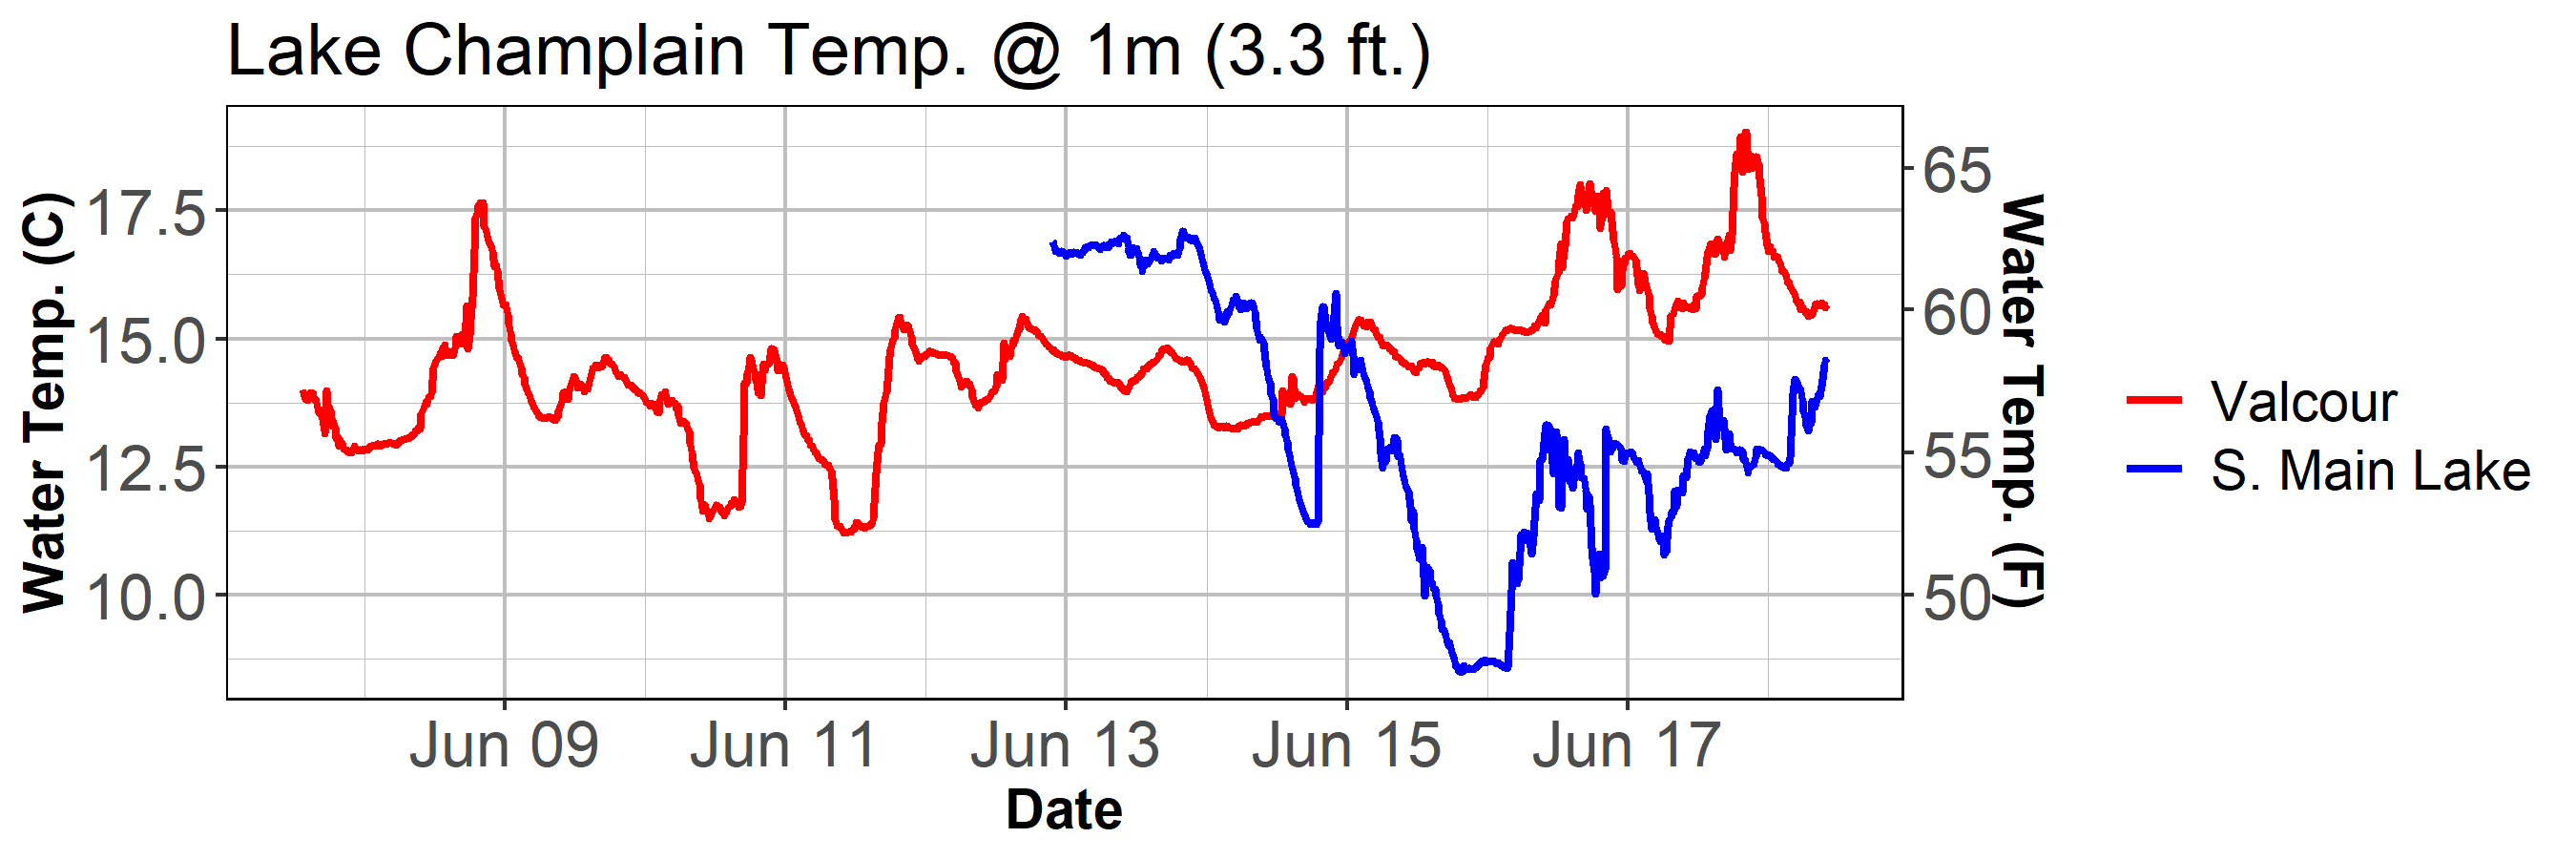 Lake Champlain Temp. @ 1m (3.3 ft.)
Water Temp. (C)
17.5
15.0
12.5
10.0
65
60
55
50
Water Temp. (F)
Jun 09
Jun 11
Jun 13
Jun 15
Jun 17
Date
Valcour
S. Main Lake